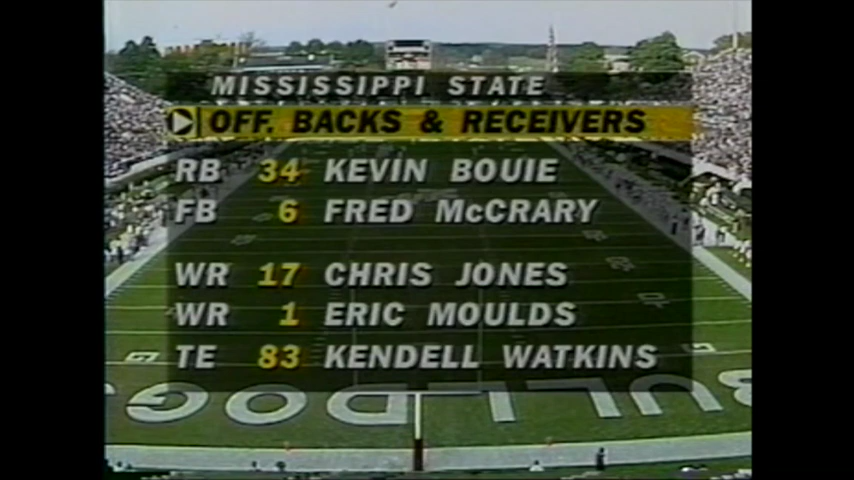 MISSISSIPPI STATE
OFF. BACKS & RECEIVERS
RB 34 KEVIN BOUIE
FB 6 FRED McCRARY
WR 17 CHRIS JONES
WR 1 ERIC MOULDS
TE 83 KENDELL WATKINS
G G
BULLDOGS